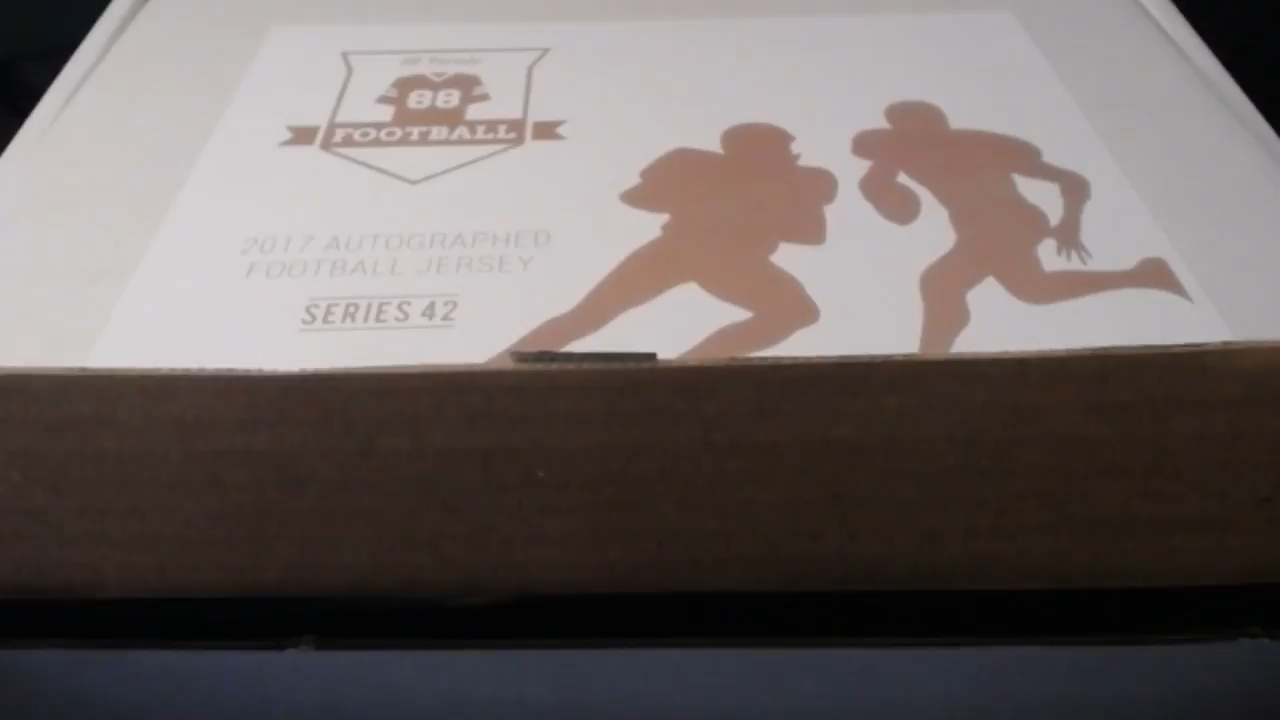 88
FOOTBALL
2017 AUTOGRAPHED
FOOTBALL JERSEY
SERIES 42